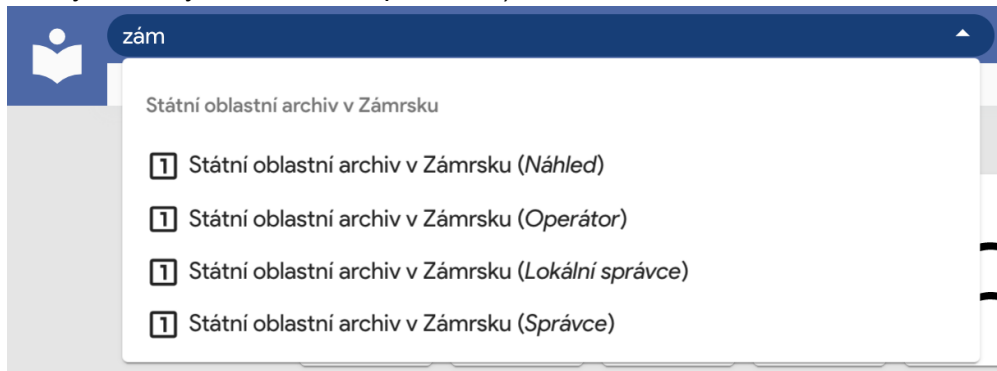 zám
Státní oblastní archiv v Zámrsku
1 Státní oblastní archiv v Zámrsku (Náhled)
1 Státní oblastní archiv v Zámrsku (Operátor)
1 Státní oblastní archiv v Zámrsku (Lokální správce)
1 Státní oblastní archiv v Zámrsku (Správce)